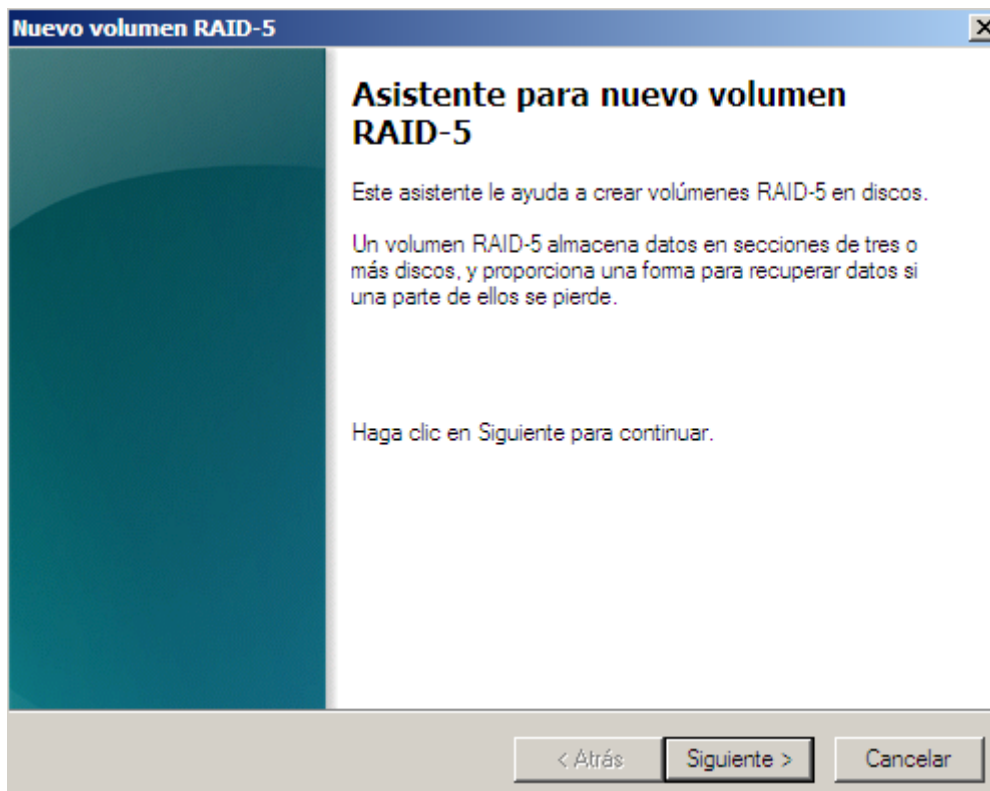 Nuevo volumen RAID-5
Asistente para nuevo volumen
RAID-5
Este asistente le ayuda a crear volúmenes RAID-5 en discos.
Un volumen RAID-5 almacena datos en secciones de tres o
más discos, y proporciona una forma para recuperar datos si
una parte de ellos se pierde.
Haga clic en Siguiente para continuar.
< Atrás Siguiente > Cancelar